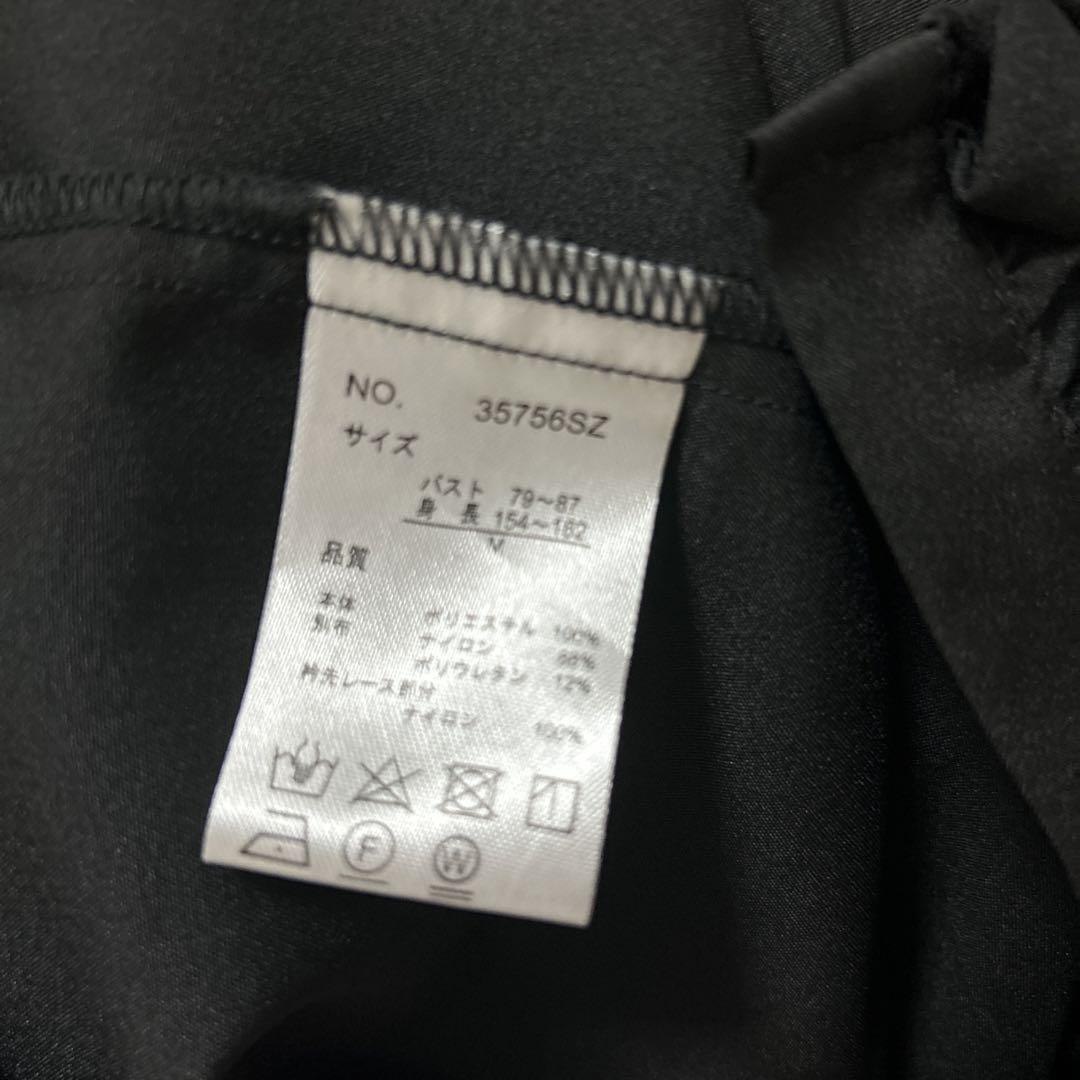 NO. 35756SZ
サイズ
バスト 79～87
身 長 154～162
M
品質
本体 ポリエステル 100%
別布 ナイロン 88%
ポリウレタン 12%
衿先レース部分
ナイロン 100%
F
W